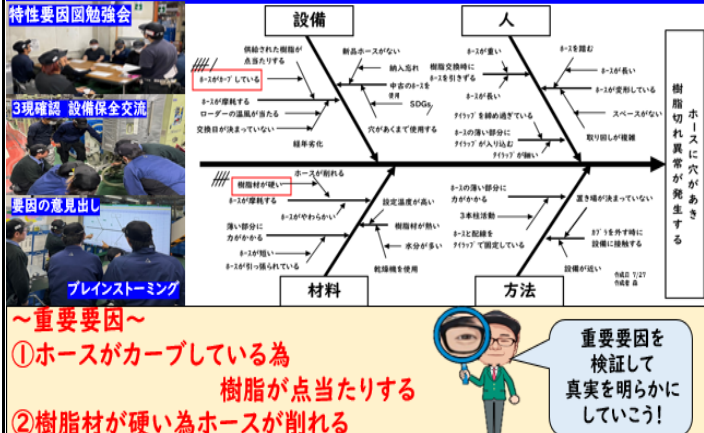 特性要因図勉強会
3現確認 設備保全交流
要因の意見出し
ブレインストーミング
設備
供給された樹脂が
点当たりする
ホースがカーブしている
ホースが摩耗する
ローダーの温風が当たる
交換目が決まっていない
経年劣化
新品ホースがない
納入忘れ
中古のホースを
使用
SDGs
穴があくまで使用する
人
ホースが重い
樹脂交換時に
ホースを引きずる
ホースが長い
タイラップを締め過ぎている
ホースの薄い部分に
タイラップが入り込む
タイラップが細い
ホースを踏む
ホースが長い
ホースが変形している
スペースがない
取り回しが複雑
材料
ホースが削れる
樹脂材が硬い
ホースが摩耗する
ホースがやわらかい
薄い部分に
力がかかる
ホースが短い
ホースが引っ張られている
設定温度が高い
樹脂材が熱い
水分が多い
乾燥機を使用
方法
ホースの薄い部分に
力がかかる
3本柱活動
ホースと配線を
タイラップで固定している
置き場が決まっていない
カプラを外す時に
設備に接触する
設備が近い
作成日 7/27
作成者 森
ホースに穴があき
樹脂切れ異常が発生する
～重要要因～
①ホースがカーブしている為
樹脂が点当たりする
②樹脂材が硬い為ホースが削れる
重要要因を
検証して
真実を明らかに
していこう！